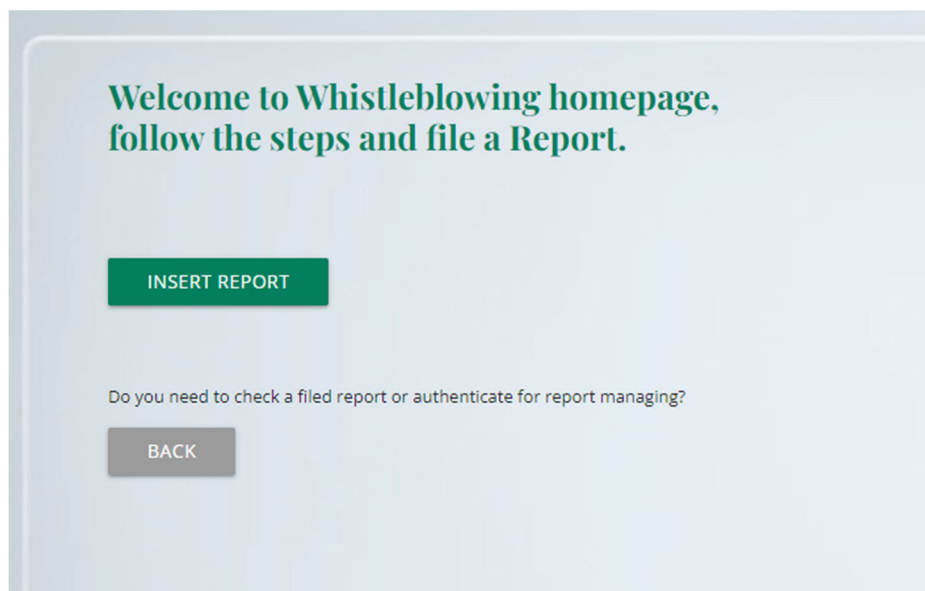 Welcome to Whistleblowing homepage,
follow the steps and file a Report.
INSERT REPORT
Do you need to check a filed report or authenticate for report managing?
BACK